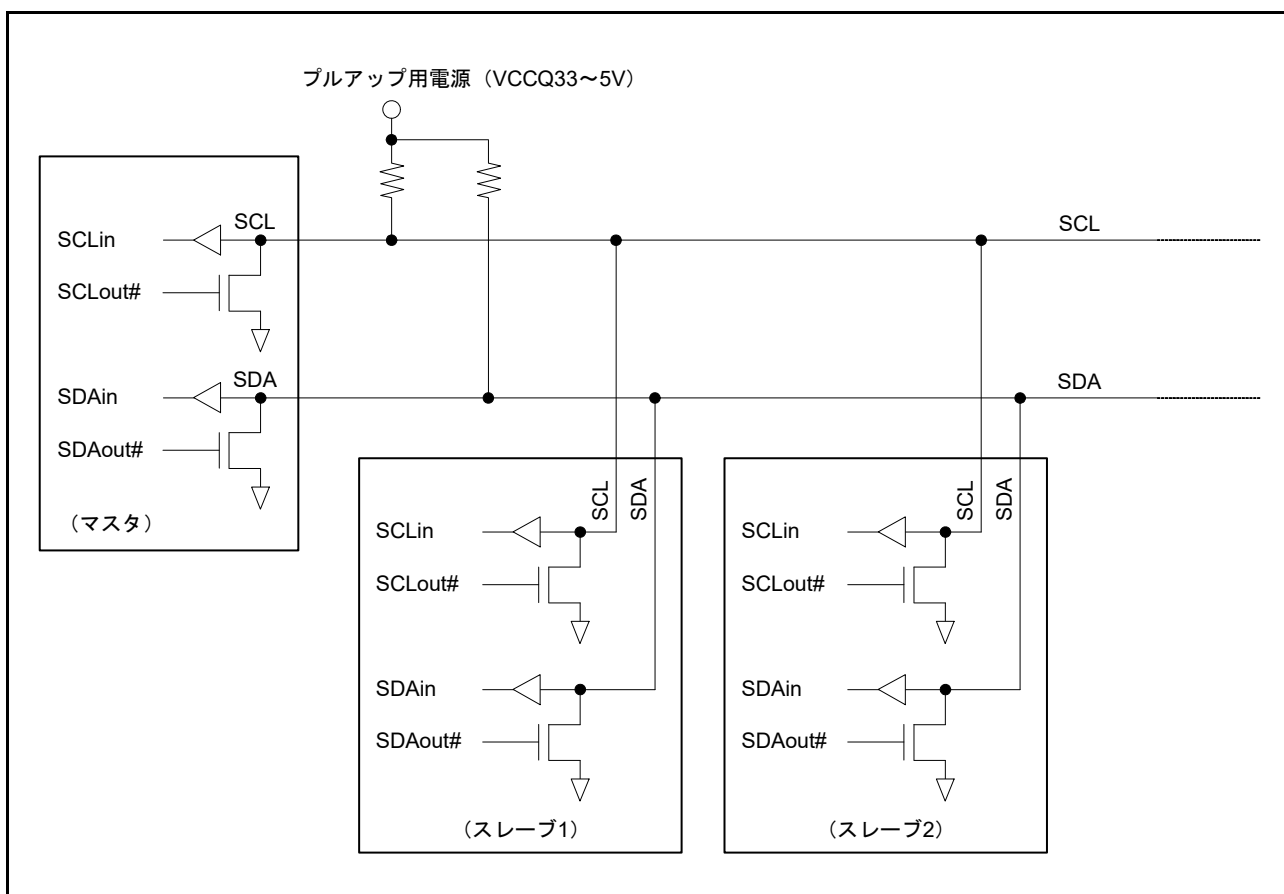 プルアップ用電源（VCCQ33～5V）
SCL
SCLin
SCLout#
SDA
SDAin
SDAout#
（マスタ）
SCL
SDA
SCL
SDA
SCLin
SCLout#
SDAin
SDAout#
（スレーブ1）
SCL
SDA
SCLin
SCLout#
SDAin
SDAout#
（スレーブ2）